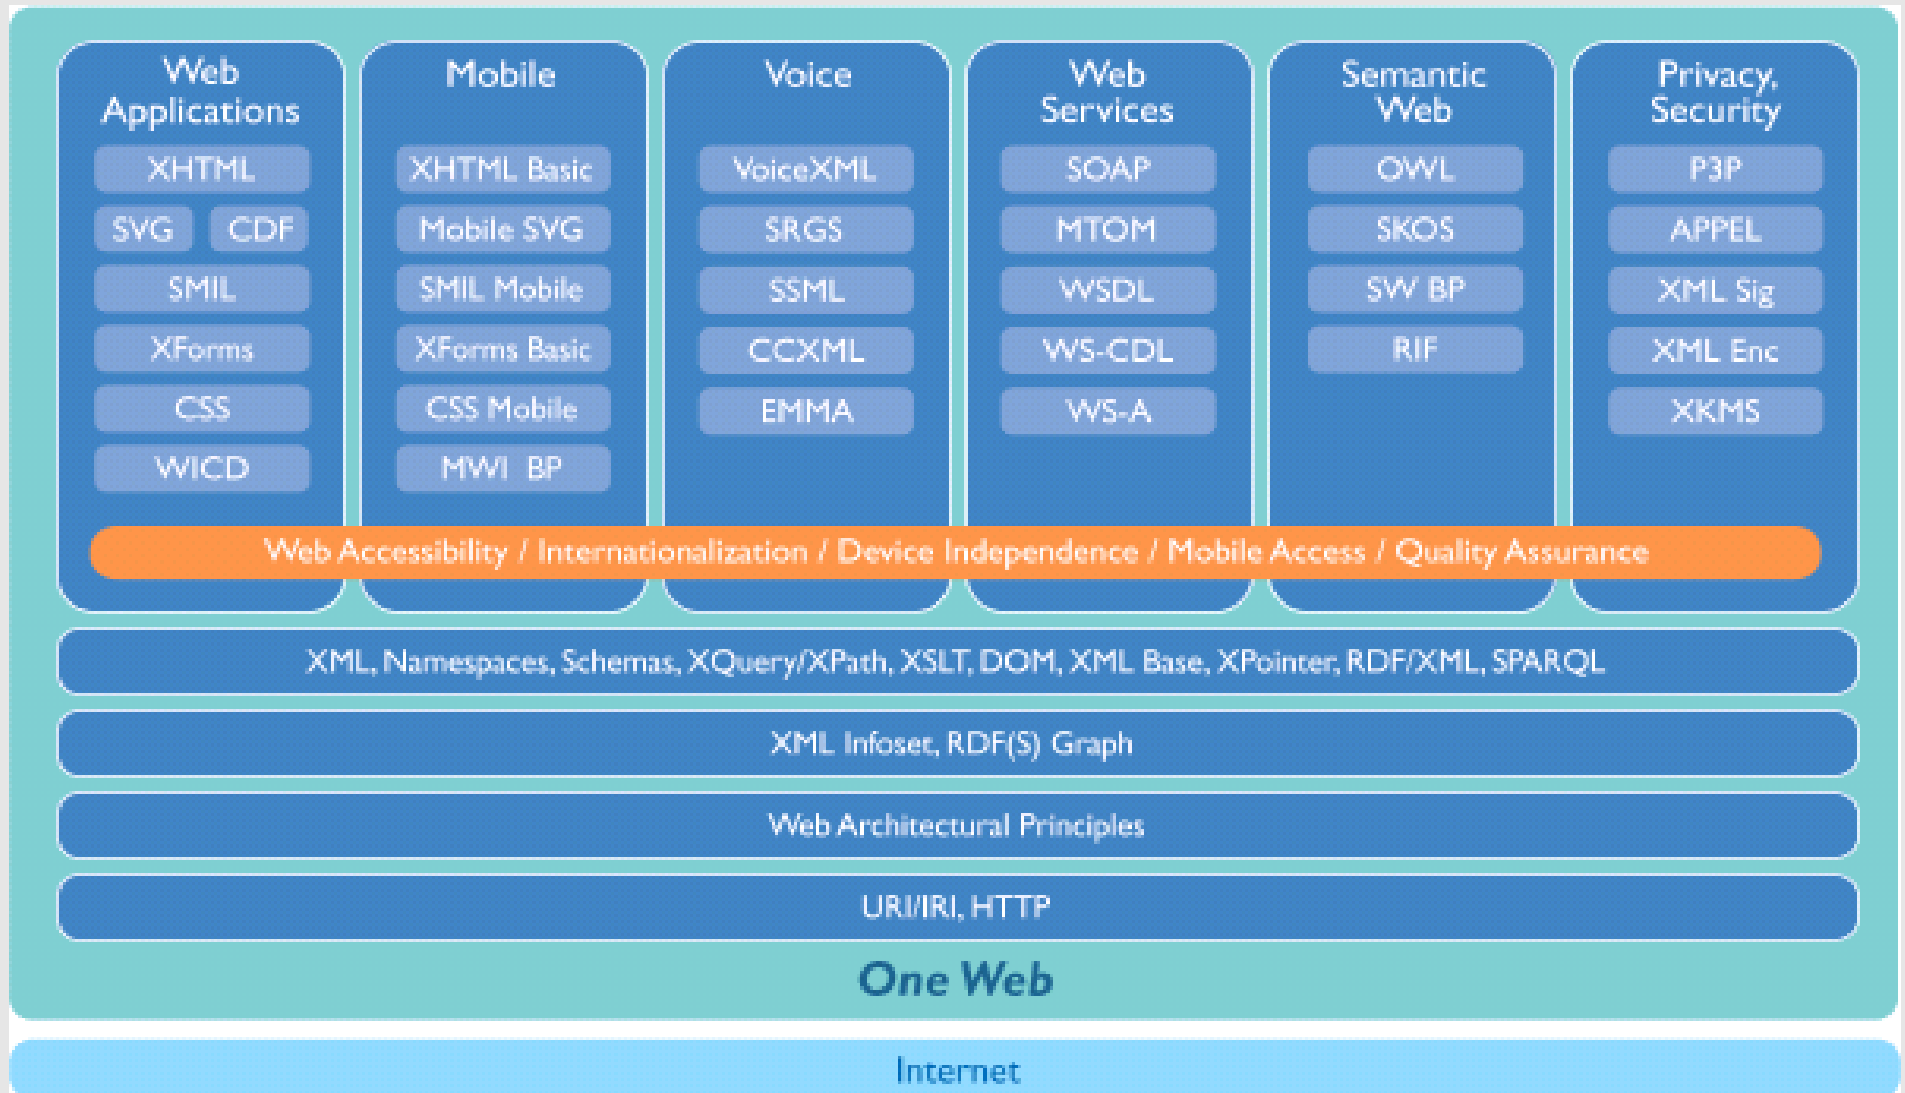 Web
Applications
XHTML
SVG
CDF
SMIL
XForms
CSS
WICD
Mobile
XHTML Basic
Mobile SVG
SMIL Mobile
XForms Basic
CSS Mobile
MWI BP
Voice
VoiceXML
SRGS
SSML
CCXML
EMMA
Web
Services
SOAP
MTOM
WSDL
WS-CDL
WS-A
Semantic
Web
OWL
SKOS
SW BP
RIF
Privacy,
Security
P3P
APPEL
XML Sig
XML Enc
XKMS
Web Accessibility / Internationalization / Device Independence / Mobile Access / Quality Assurance
XML, Namespaces, Schemas, XQuery/XPath, XSLT, DOM, XML Base, XPointer, RDF/XML, SPARQL
XML Infoset, RDF(S) Graph
Web Architectural Principles
URI/IRI, HTTP
One Web
Internet